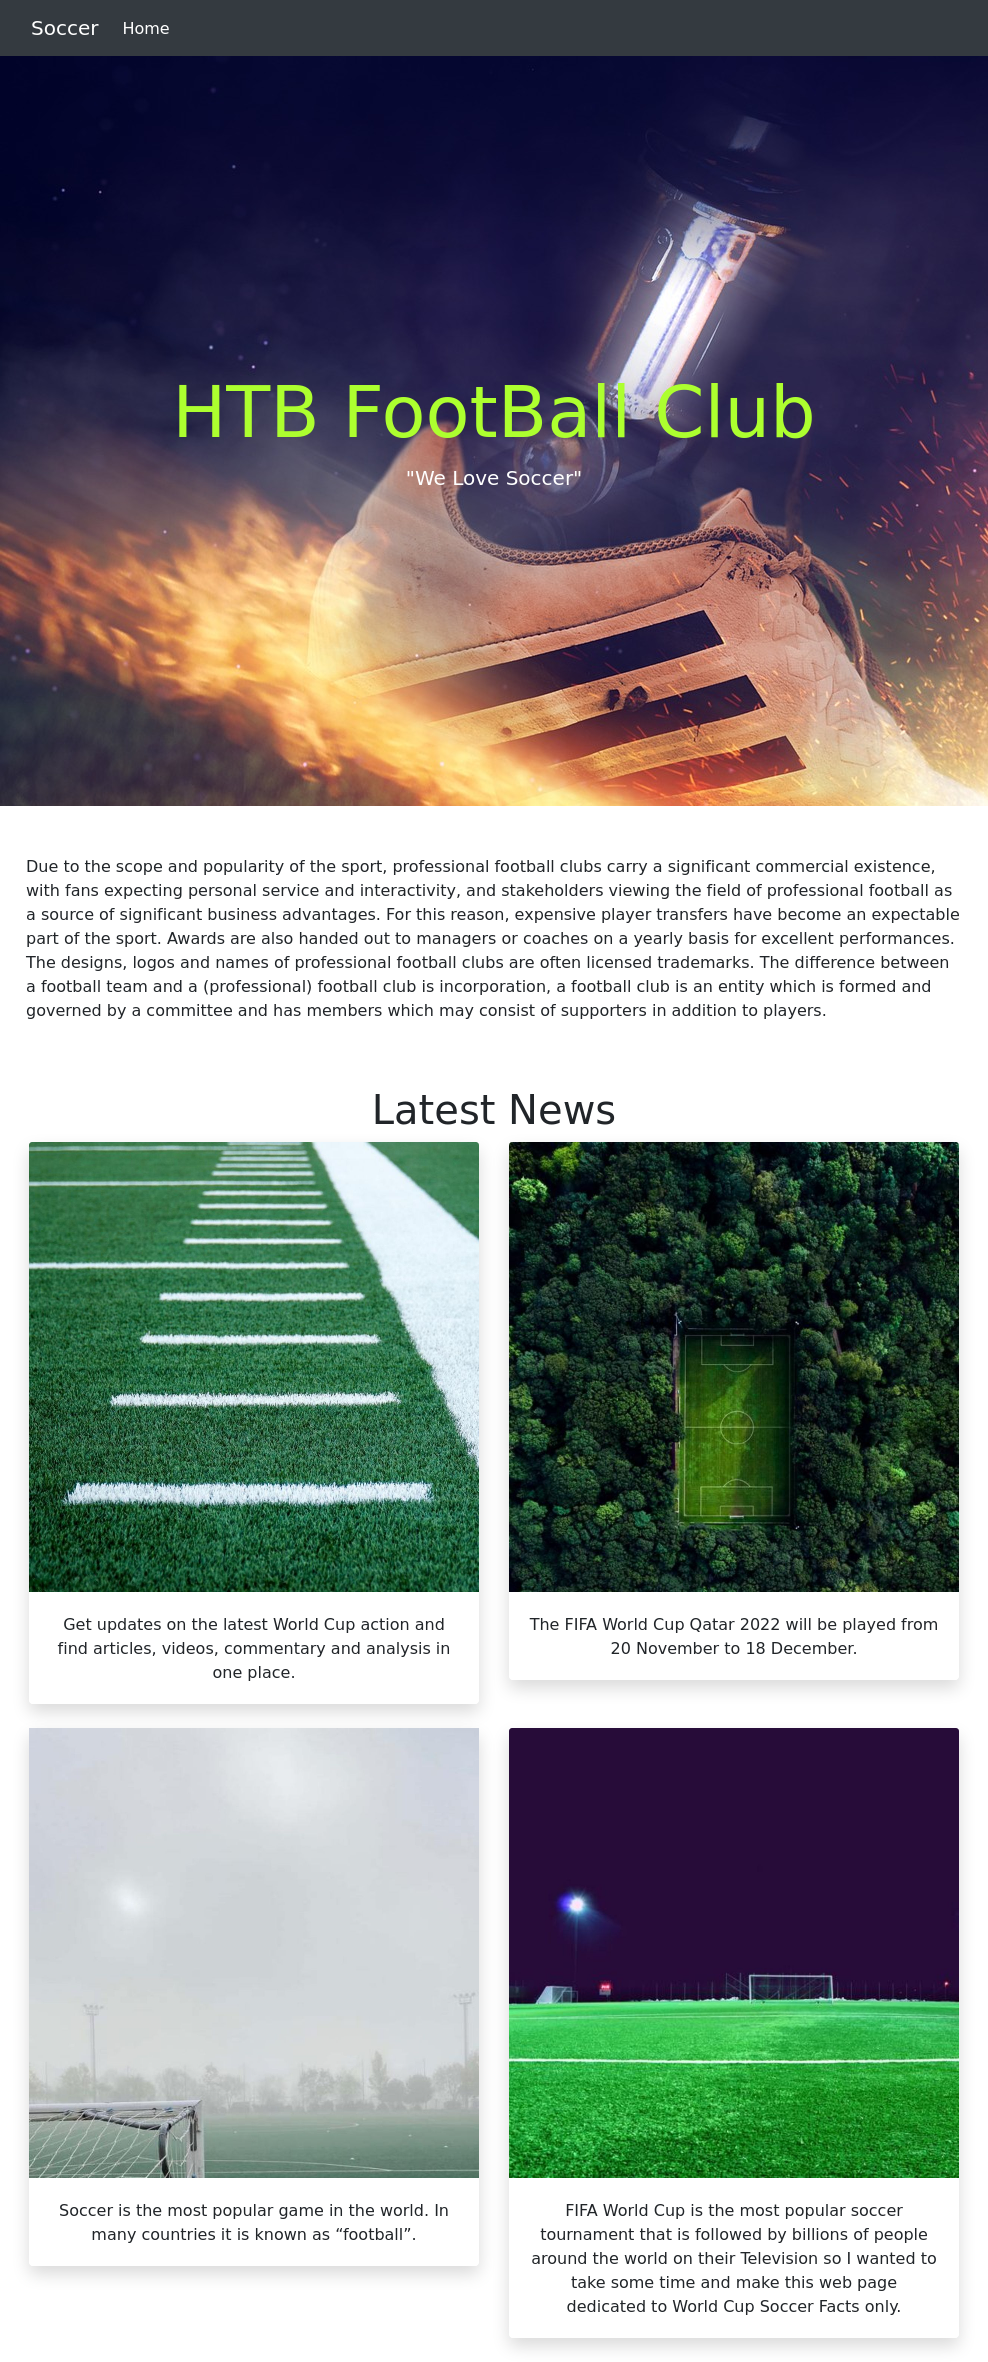 Soccer Home
HTB FootBall Club
"We Love Soccer"
Due to the scope and popularity of the sport, professional football clubs carry a significant commercial existence,
with fans expecting personal service and interactivity, and stakeholders viewing the field of professional football as
a source of significant business advantages. For this reason, expensive player transfers have become an expectable
part of the sport. Awards are also handed out to managers or coaches on a yearly basis for excellent performances.
The designs, logos and names of professional football clubs are often licensed trademarks. The difference between
a football team and a (professional) football club is incorporation, a football club is an entity which is formed and
governed by a committee and has members which may consist of supporters in addition to players.
Latest News
Get updates on the latest World Cup action and
find articles, videos, commentary and analysis in
one place.
The FIFA World Cup Qatar 2022 will be played from
20 November to 18 December.
Soccer is the most popular game in the world. In
many countries it is known as “football”.
FIFA World Cup is the most popular soccer
tournament that is followed by billions of people
around the world on their Television so I wanted to
take some time and make this web page
dedicated to World Cup Soccer Facts only.